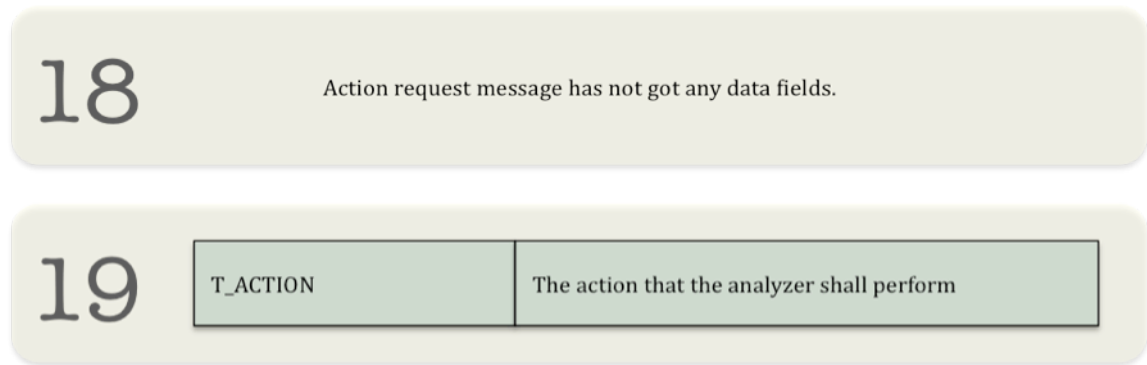 18
Action request message has not got any data fields.
19
T_ACTION
The action that the analyzer shall perform